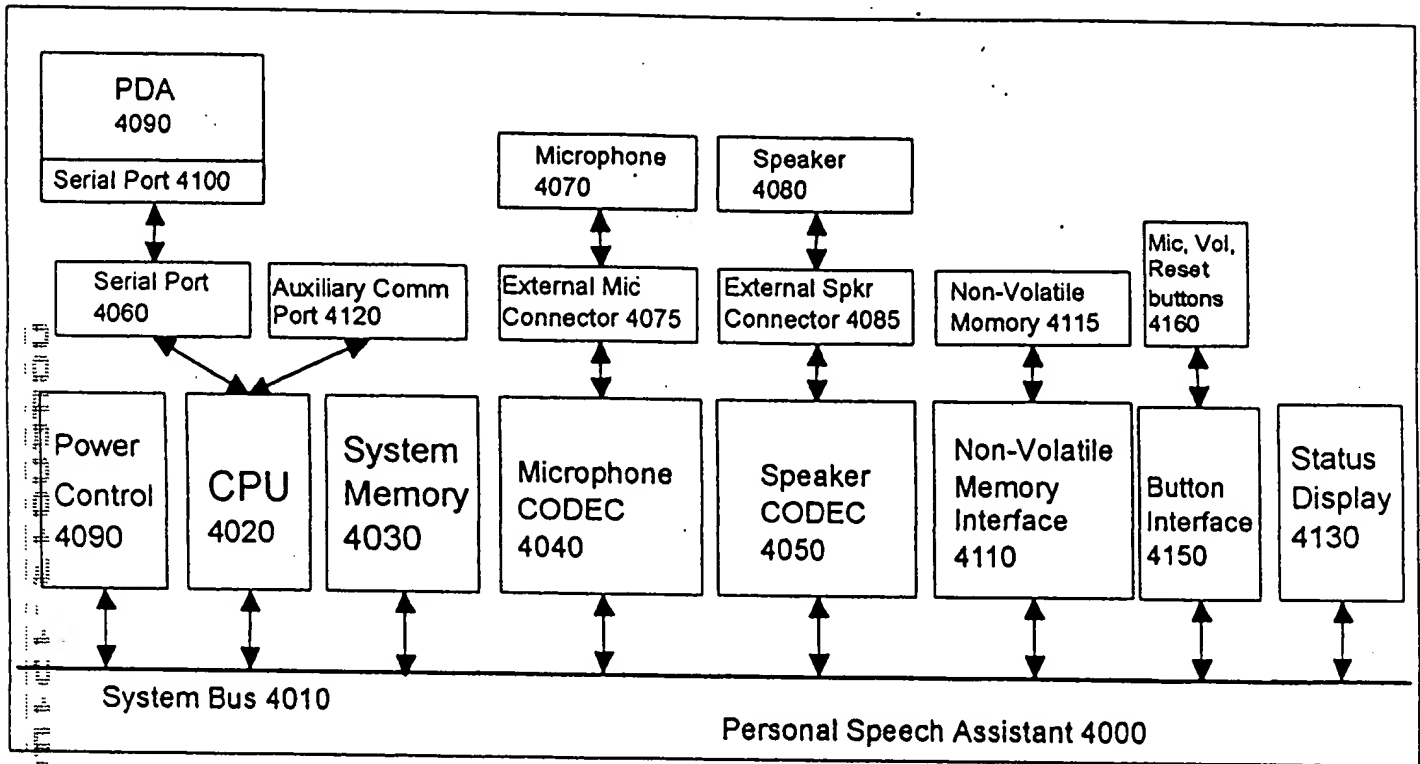 PDA
4090
Serial Port 4100
Microphone
4070
Speaker
4080
Serial Port
4060
Auxiliary Comm
Port 4120
External Mic
Connector 4075
External Spkr
Connector 4085
Non-Volatile
Momory 4115
Mic, Vol,
Reset
buttons
4160
Power
Control
4090
CPU
4020
System
Memory
4030
Microphone
CODEC
4040
Speaker
CODEC
4050
Non-Volatile
Memory
Interface
4110
Button
Interface
4150
Status
Display
4130
System Bus 4010
Personal Speech Assistant 4000